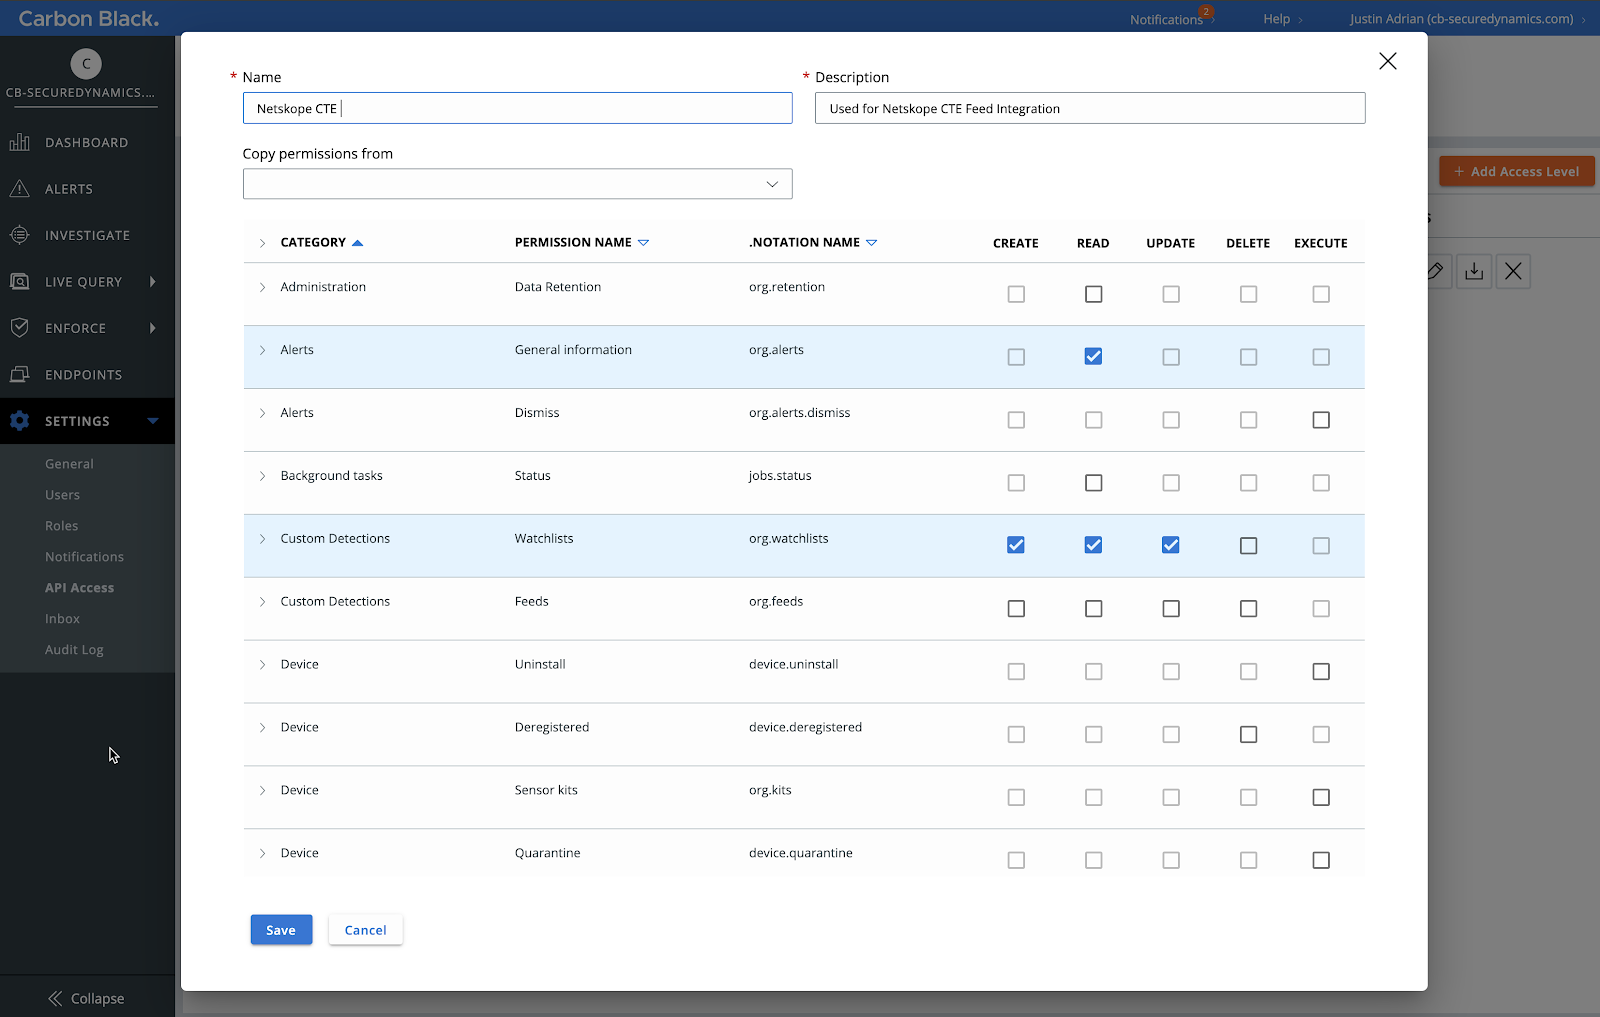 Carbon Black.
Notifications 2
Help
Justin Adrian (cb-securedynamics.com)
C
CB-SECUREDYNAMICS....
DASHBOARD
ALERTS
INVESTIGATE
LIVE QUERY
ENFORCE
ENDPOINTS
SETTINGS
General
Users
Roles
Notifications
API Access
Inbox
Audit Log
Collapse
* Name
* Description
Netskope CTE
Used for Netskope CTE Feed Integration
Copy permissions from
+ Add Access Level
s
CATEGORY PERMISSION NAME .NOTATION NAME CREATE READ UPDATE DELETE EXECUTE
Administration Data Retention org.retention
Alerts General information org.alerts
Alerts Dismiss org.alerts.dismiss
Background tasks Status jobs.status
Custom Detections Watchlists org.watchlists
Custom Detections Feeds org.feeds
Device Uninstall device.uninstall
Device Deregistered device.deregistered
Device Sensor kits org.kits
Device Quarantine device.quarantine
Save
Cancel